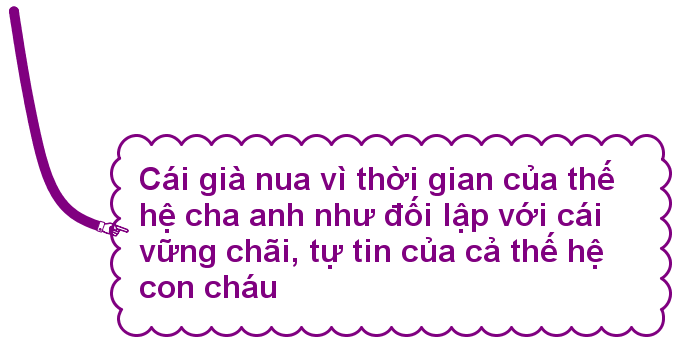 Cái già nua vì thời gian của thế
hệ cha anh như đối lập với cái
vững chãi, tự tin của cả thế hệ
con cháu